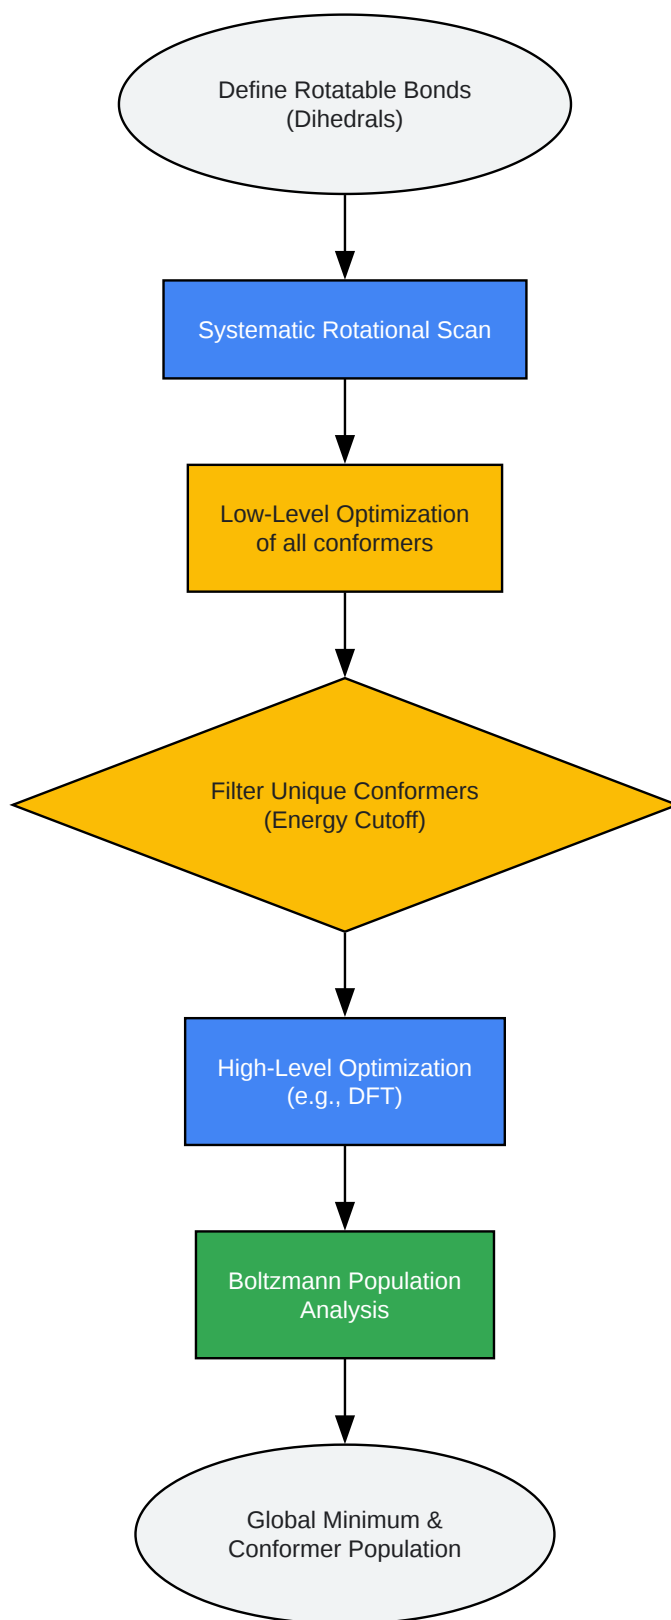 Define Rotatable Bonds
(Dihedrals)
Systematic Rotational Scan
Low-Level Optimization
of all conformers
Filter Unique Conformers
(Energy Cutoff)
High-Level Optimization
(e.g., DFT)
Boltzmann Population
Analysis
Global Minimum &
Conformer Population